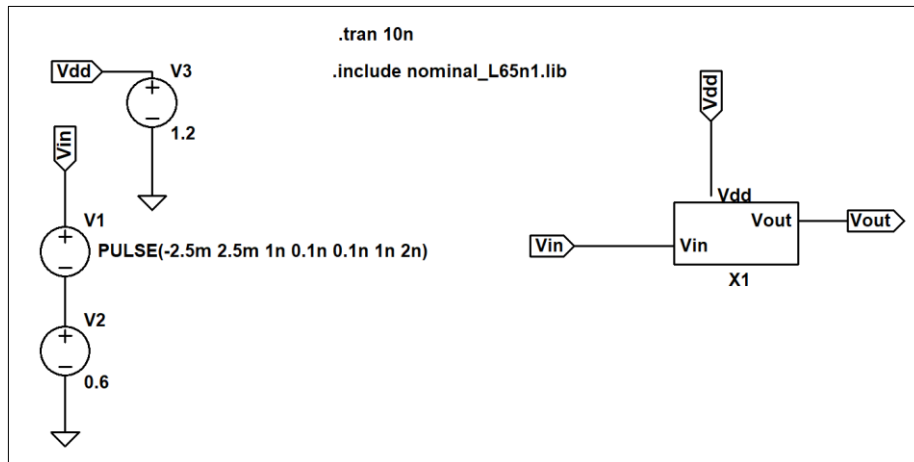 .tran 10n
.include nominal_L65n1.lib
Vdd
V3
1.2
Vin
V1
PULSE(-2.5m 2.5m 1n 0.1n 0.1n 1n 2n)
V2
0.6
Vdd
Vdd
Vout
Vout
Vin
Vin
X1